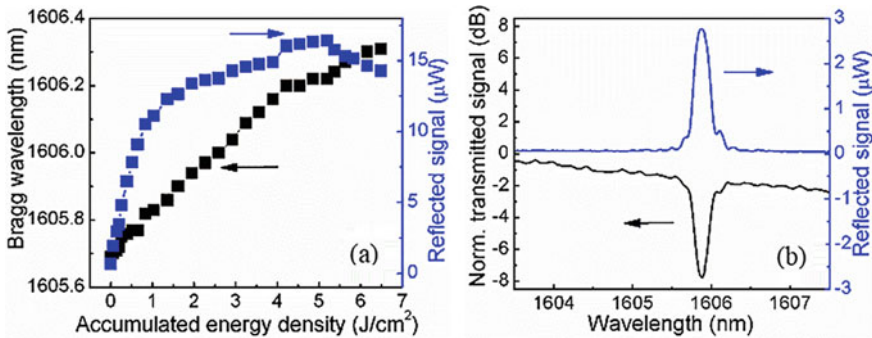 1606.4
1606.2
1606.0
1605.8
1605.6
Bragg wavelength (nm)
0 1 2 3 4 5 6 7
Accumulated energy density (J/cm²)
15
10
5
0
Reflected signal (µW)
(a)
8
6
4
2
0
-2
-4
-6
-8
Norm. transmitted signal (dB)
1604 1605 1606 1607
Wavelength (nm)
3
2
1
0
-1
-2
-3
Reflected signal (µW)
(b)